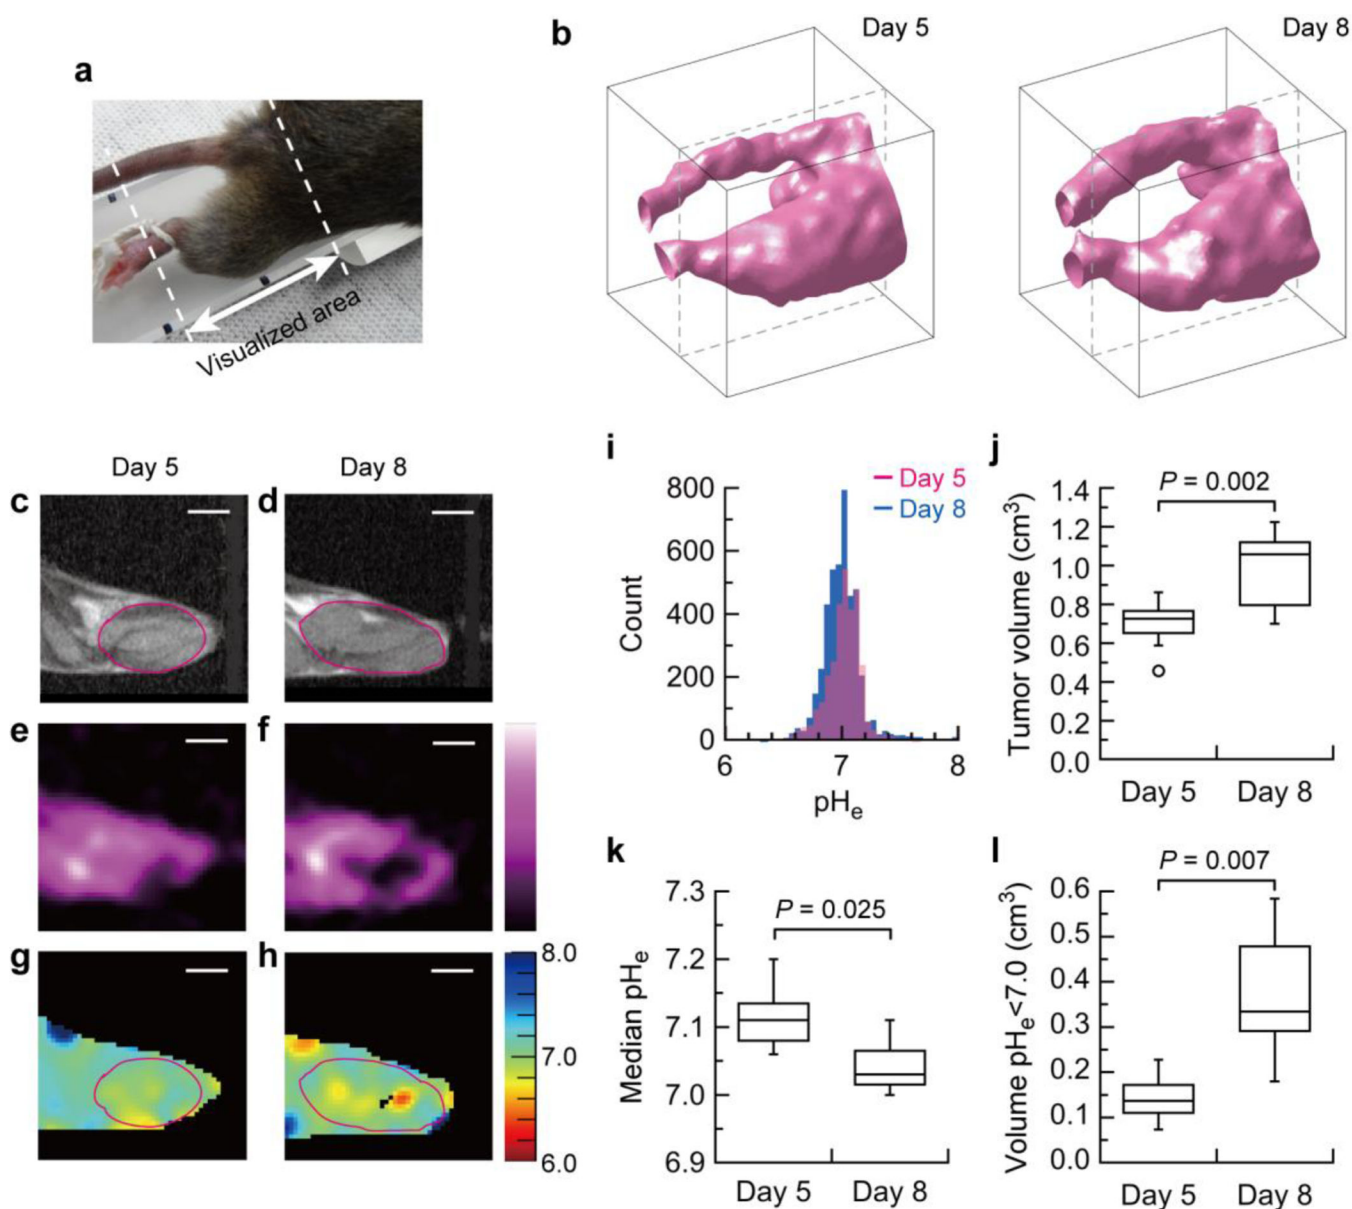 a
Visualized area
b
Day 5
Day 8
Day 5
Day 8
c
d
e
f
g
h
8.0
7.0
6.0
i
Day 5
Day 8
800
600
400
200
0
6
7
8
Count
pHe
j
P = 0.002
1.4
1.2
1.0
0.8
0.6
0.4
0.2
0.0
Tumor volume (cm³)
Day 5
Day 8
k
P = 0.025
7.3
7.2
7.1
7.0
6.9
Median pHe
Day 5
Day 8
l
P = 0.007
0.6
0.5
0.4
0.3
0.2
0.1
0.0
Volume pHe<7.0 (cm³)
Day 5
Day 8